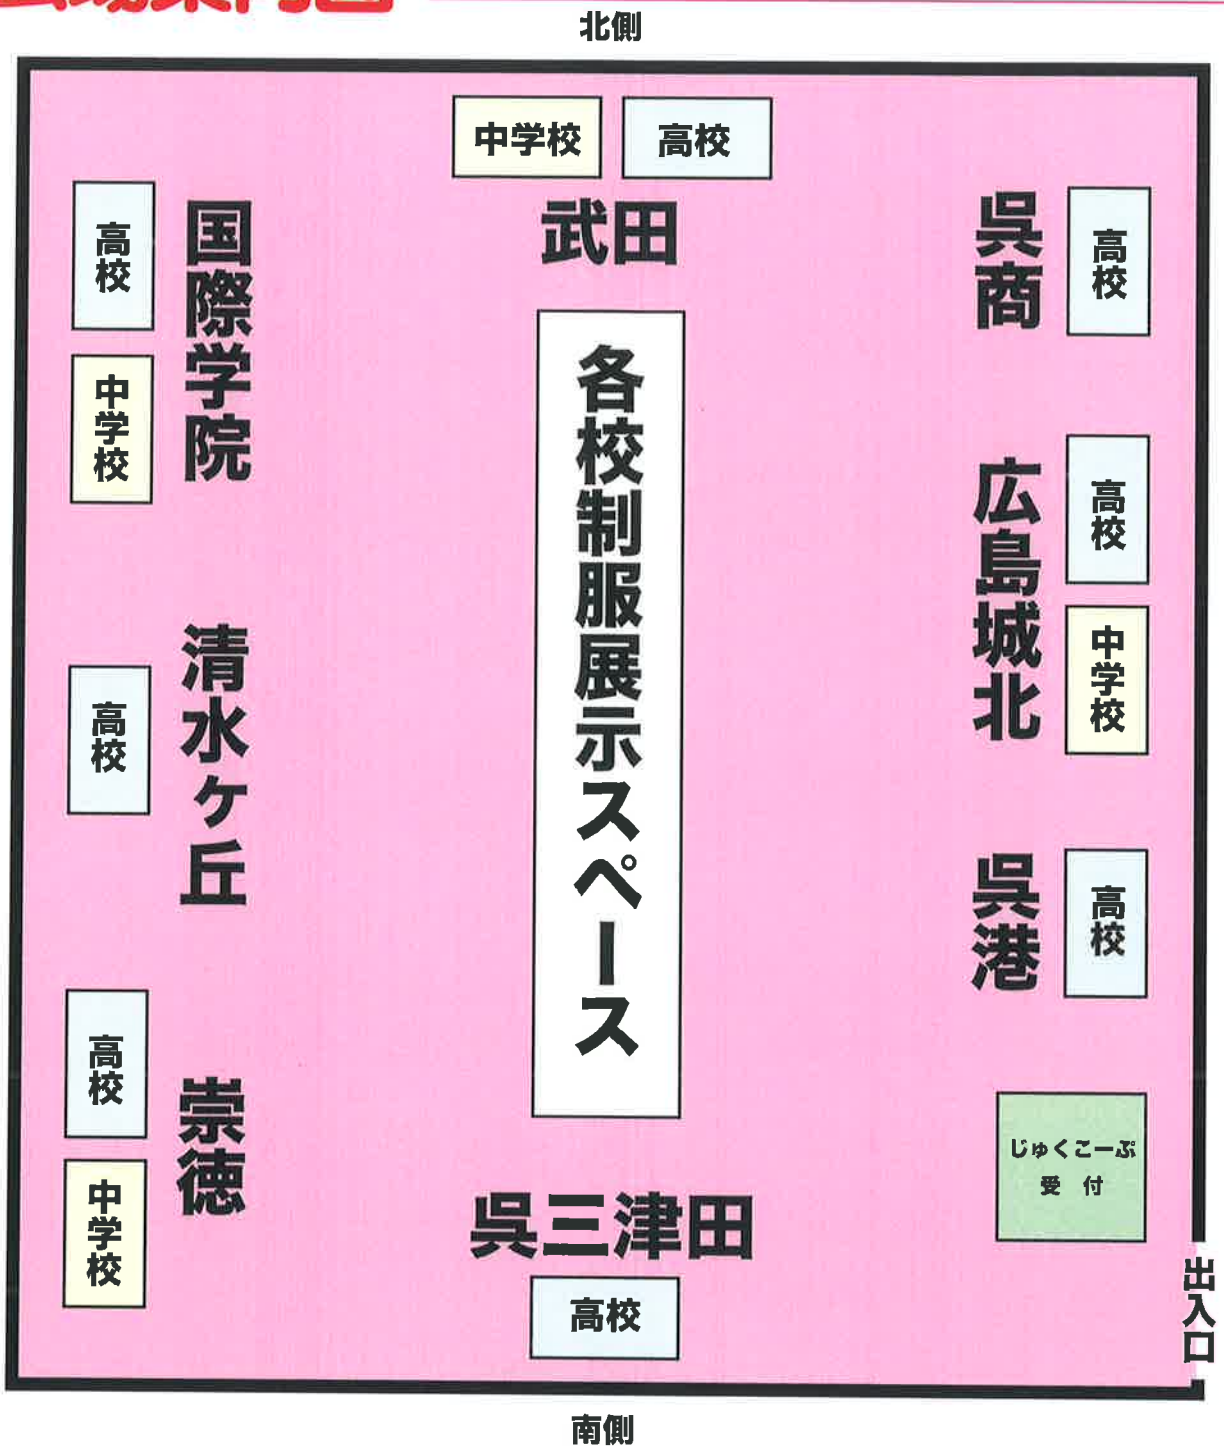 北側
中学校
高校
武田
高校
国際学院
中学校
呉商
高校
各校制服展示スペース
広島城北
高校
中学校
清水ヶ丘
高校
呉港
高校
崇徳
高校
中学校
じゅくこーぷ
受 付
呉三津田
高校
出入口
南側